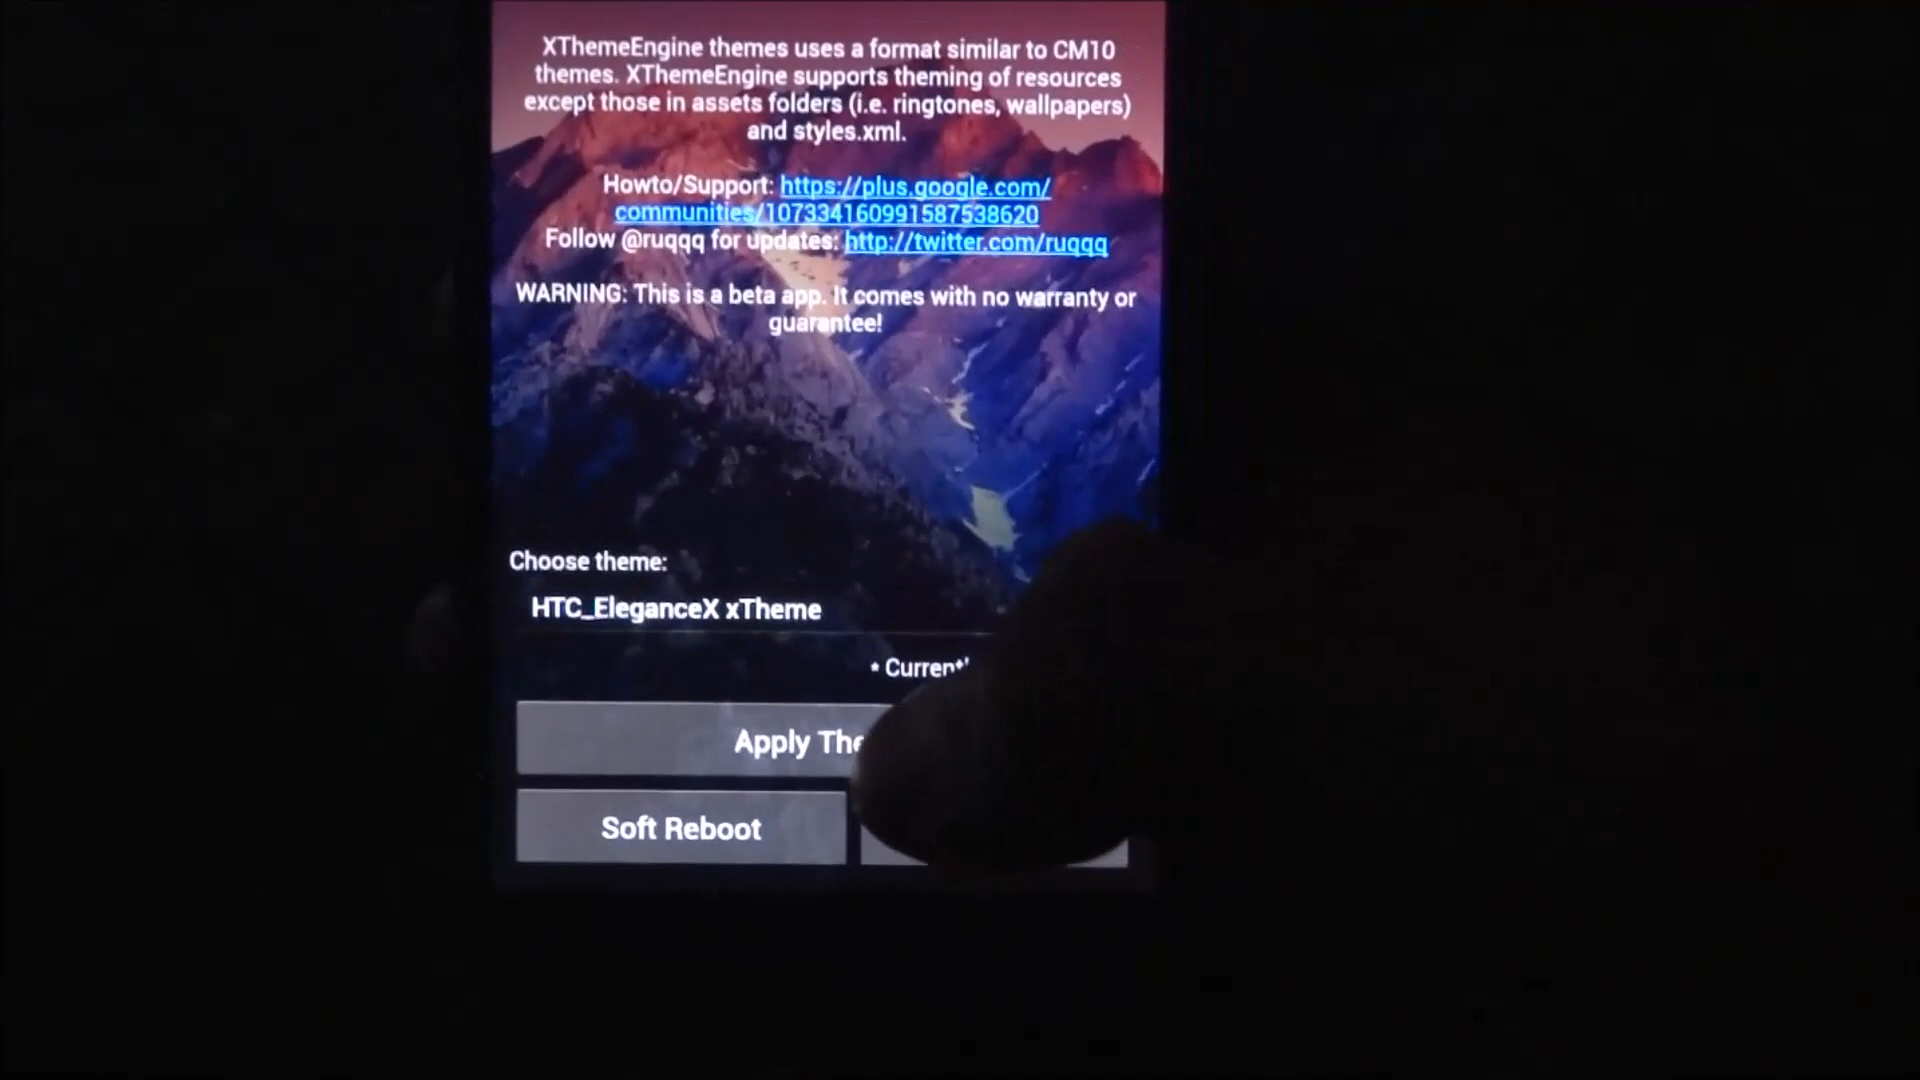 XThemeEngine themes uses a format similar to CM10
themes. XThemeEngine supports theming of resources
except those in assets folders (i.e. ringtones, wallpapers)
and styles.xml.
Howto/Support: https://plus.google.com/
communities/107334160991587538620
Follow @ruqqq for updates: http://twitter.com/ruqqq
WARNING: This is a beta app. It comes with no warranty or
guarantee!
Choose theme:
HTC_EleganceX xTheme
*
Apply
Soft Reboot